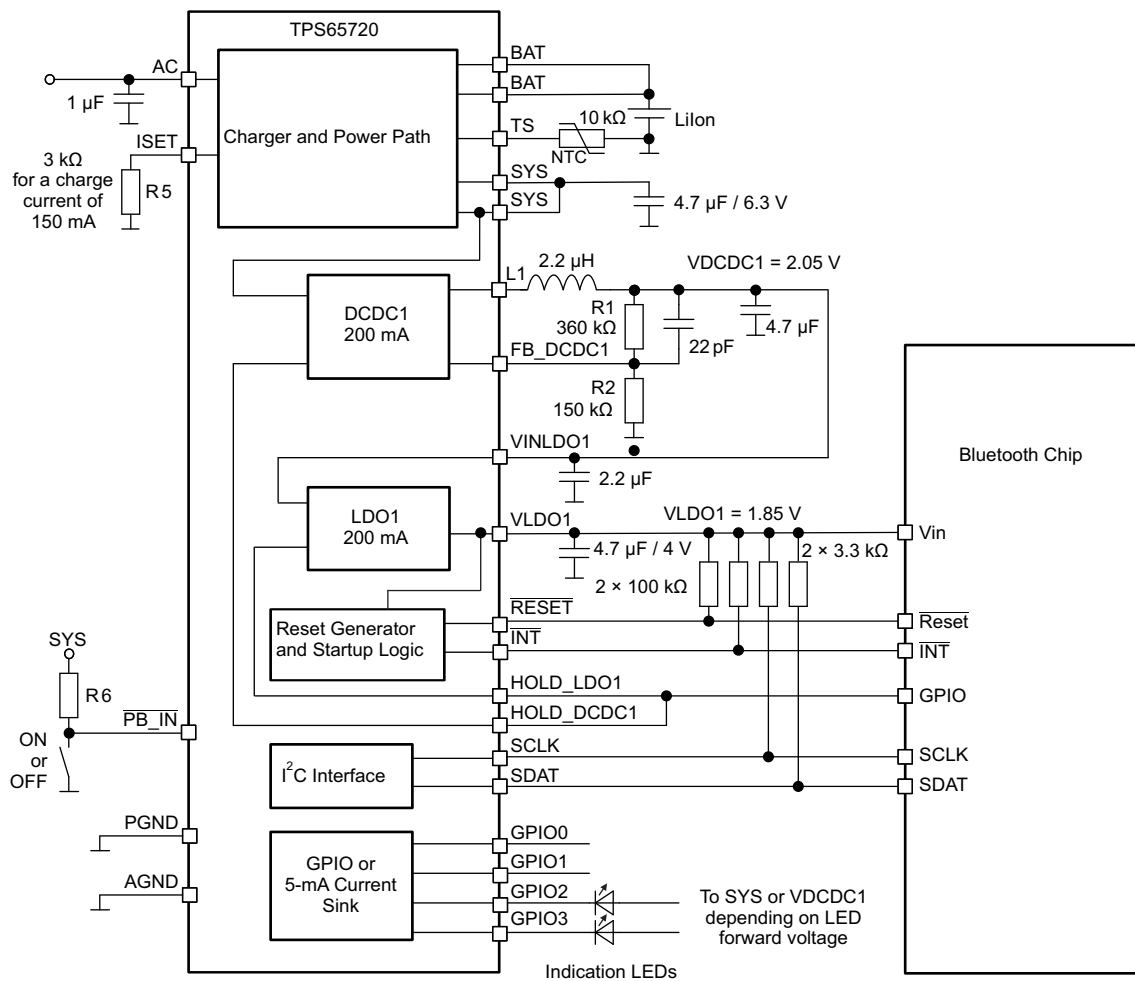 TPS65720
AC
1 µF
ISET
3 kΩ
for a charge
current of
150 mA
R5
Charger and Power Path
BAT
BAT
TS
10 kΩ
NTC
LiIon
SYS
SYS
4.7 µF / 6.3 V
L1
2.2 µH
VDCDC1 = 2.05 V
DCDC1
200 mA
R1
360 kΩ
22 pF
4.7 µF
FB_DCDC1
R2
150 kΩ
VINLDO1
2.2 µF
Bluetooth Chip
LDO1
200 mA
VLDO1
VLDO1 = 1.85 V
Vin
4.7 µF / 4 V
2 × 3.3 kΩ
2 × 100 kΩ
RESET
Reset
Reset Generator
and Startup Logic
INT
INT
SYS
R6
HOLD_LDO1
GPIO
PB_IN
HOLD_DCDC1
ON
or
OFF
I2C Interface
SCLK
SCLK
SDAT
SDAT
PGND
AGND
GPIO or
5-mA Current
Sink
GPIO0
GPIO1
GPIO2
GPIO3
To SYS or VDCDC1
depending on LED
forward voltage
Indication LEDs